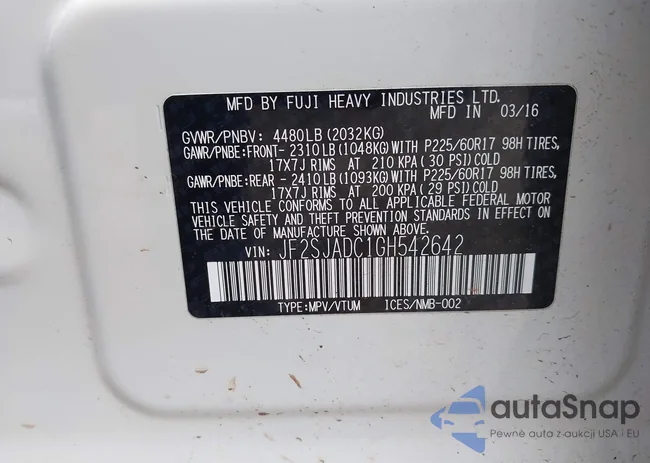 MFD BY FUJI HEAVY INDUSTRIES LTD.
MFD IN 03/16
GVWR/PNBV: 4480LB(2032KG)
GAWR/PNBE:FRONT- 2310LB(1048KG)WITH P225/60R17 98H TIRES,
17X7J RIMS AT 210 KPA(30 PSI)COLD
GAWR/PNBE:REAR - 2410LB(1093KG)WITH P225/60R17 98H TIRES,
17X7J RIMS AT 200 KPA(29 PSI)COLD
THIS VEHICLE CONFORMS TO ALL APPLICABLE FEDERAL MOTOR
VEHICLE SAFETY AND THEFT PREVENTION STANDARDS IN EFFECT ON
THE DATE OF MANUFACTURE SHOWN ABOVE.
VIN: JF2SJADC1GH542642
TYPE:MPV/VTUM ICES/NMB-002
autaSnap
Pewne auta z aukcji USA i EU